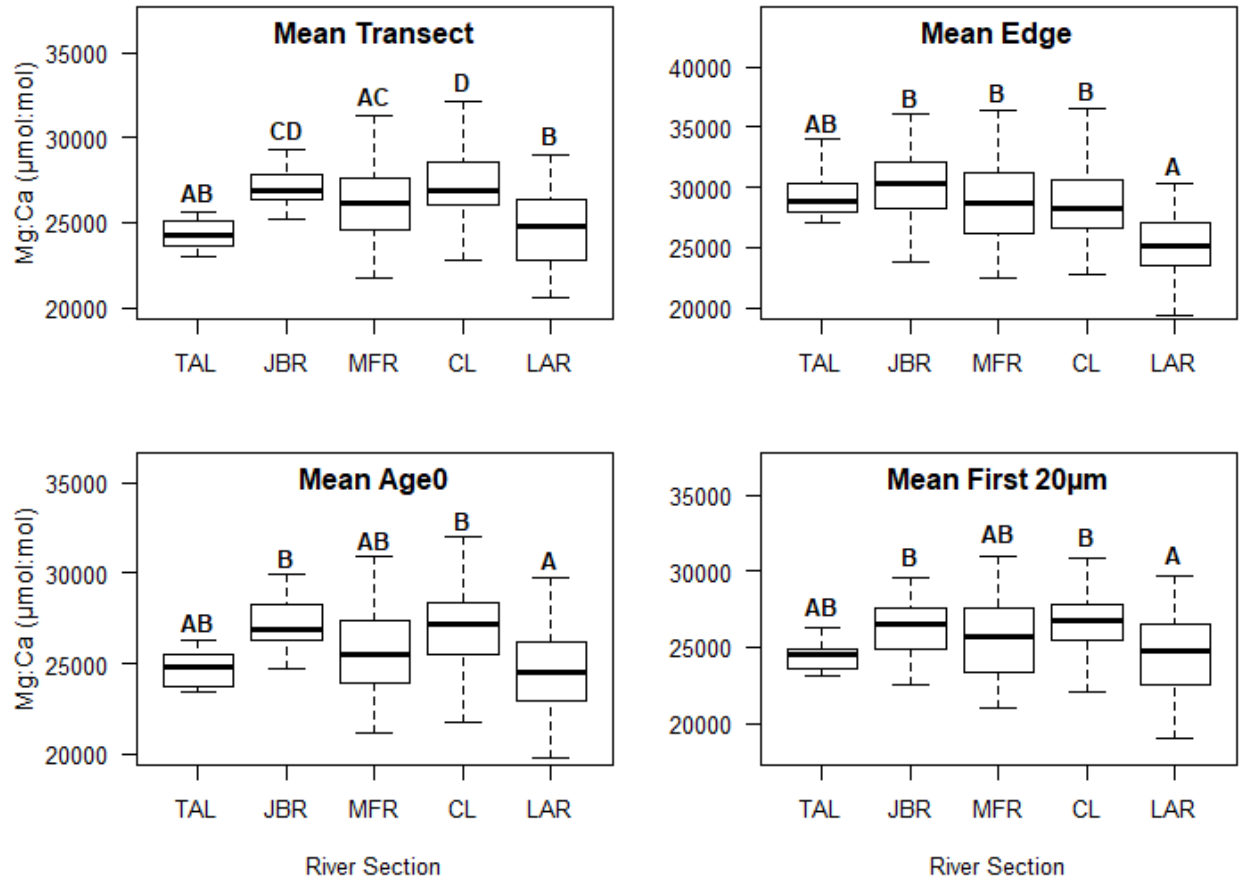 Mean Transect
Mg:Ca (µmol:mol)
35000
30000
25000
20000
AB
CD
AC
D
B
TAL JBR MFR CL LAR
Mean Edge
40000
35000
30000
25000
20000
AB
B
B
B
A
TAL JBR MFR CL LAR
Mean Age0
Mg:Ca (µmol:mol)
35000
30000
25000
20000
AB
B
AB
B
A
TAL JBR MFR CL LAR
River Section
Mean First 20µm
35000
30000
25000
20000
AB
B
AB
B
A
TAL JBR MFR CL LAR
River Section